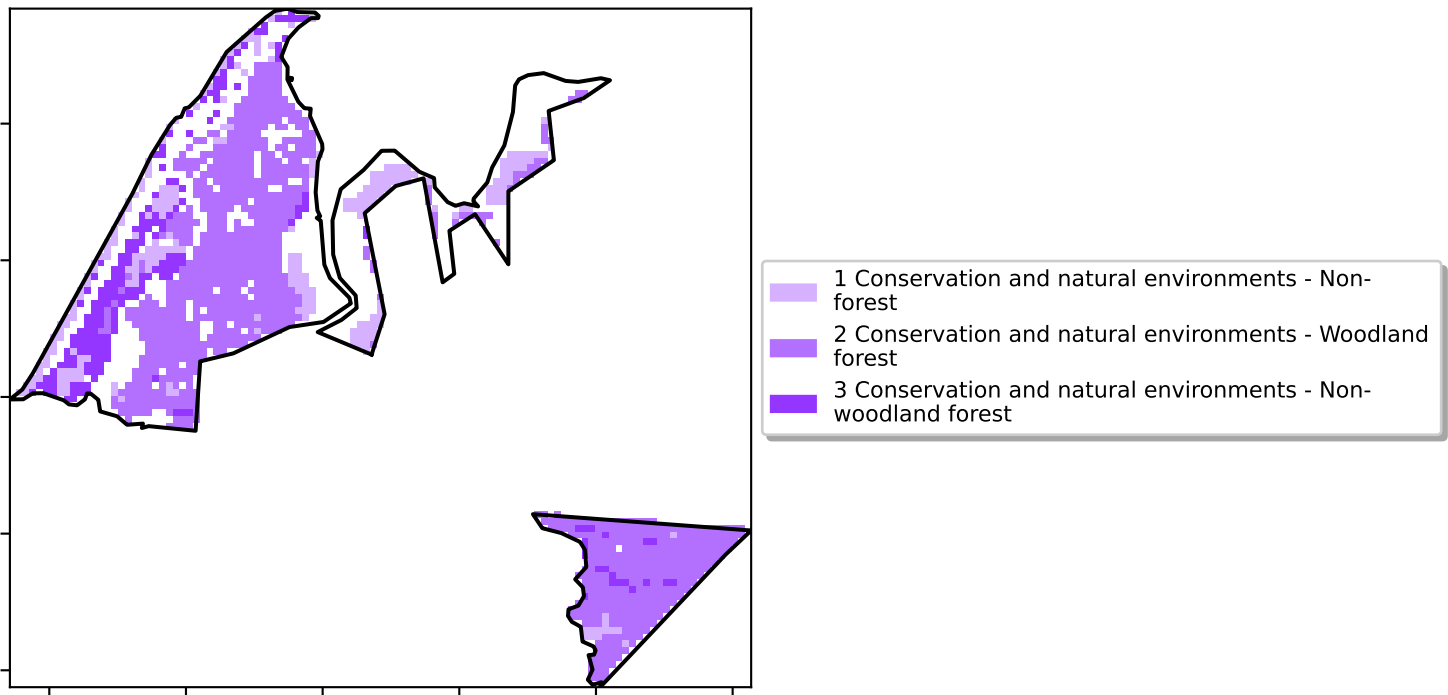 1 Conservation and natural environments - Non-
forest
2 Conservation and natural environments - Woodland
forest
3 Conservation and natural environments - Non-
woodland forest